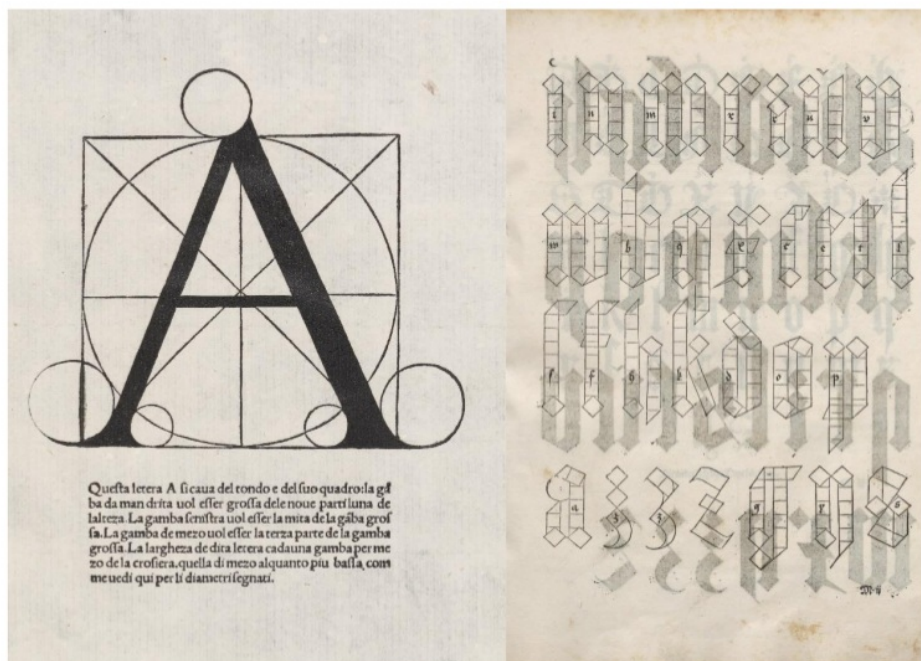 A
Queſta letera A ſi caua del tondo e del ſuo quadro:la gā
ba da man drita uol eſſer groſſa dele noue parti luna de
lalteza. La gamba ſeniſtra uol eſſer la mita de la gāba groſ
ſa. La gamba de mezo uol eſſer la terza parte de la gamba
groſſa. La largheza de dita letera cadauna gamba per me
zo de la croſiera. quella di mezo alquanto piu baſſa com
me uedi qui per li diametri ſegnati.
i n m r u v
w b q x c e t l
ſ f h k d o p
a z z g y s